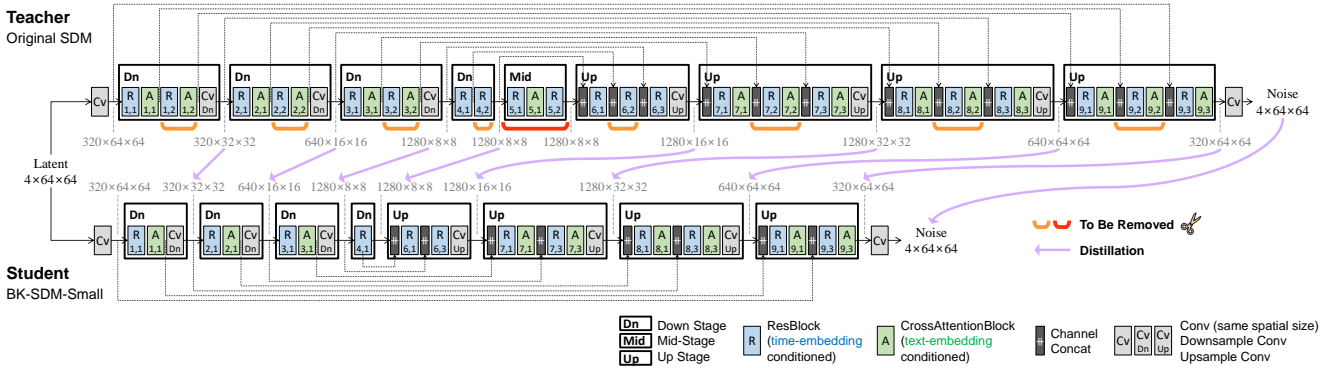 Teacher
Original SDM
Dn Dn Dn Dn Mid Up Up Up Up
Cv R 1,1 A 1,1 R 1,2 A 1,2 Cv Dn R 2,1 A 2,1 R 2,2 A 2,2 Cv Dn R 3,1 A 3,1 R 3,2 A 3,2 Cv Dn R 4,1 R 4,2 R 5,1 A 5,1 R 5,2 R 6,1 R 6,2 R 6,3 Cv Up R 7,1 A 7,1 R 7,2 A 7,2 R 7,3 A 7,3 Cv Up R 8,1 A 8,1 R 8,2 A 8,2 R 8,3 A 8,3 Cv Up R 9,1 A 9,1 R 9,2 A 9,2 R 9,3 A 9,3 Cv
Noise
4×64×64
320×64×64 320×32×32 640×16×16 1280×8×8 1280×8×8 1280×8×8 1280×16×16 1280×32×32 640×64×64 320×64×64
Latent
4×64×64
320×64×64 320×32×32 640×16×16 1280×8×8 1280×8×8 1280×16×16 1280×32×32 640×64×64 320×64×64
Dn Dn Dn Dn Up Up Up Up
Cv R 1,1 A 1,1 Cv Dn R 2,1 A 2,1 Cv Dn R 3,1 A 3,1 Cv Dn R 4,1 R 6,1 R 6,3 Cv Up R 7,1 A 7,1 R 7,3 A 7,3 Cv Up R 8,1 A 8,1 R 8,3 A 8,3 Cv Up R 9,1 A 9,1 R 9,3 A 9,3 Cv
Noise
4×64×64
To Be Removed
Distillation
Student
BK-SDM-Small
Dn Down Stage
Mid Mid-Stage
Up Up Stage
R ResBlock
(time-embedding
conditioned)
A CrossAttentionBlock
(text-embedding
conditioned)
Channel
Concat
Cv Cv Dn Cv Up
Conv (same spatial size)
Downsample Conv
Upsample Conv